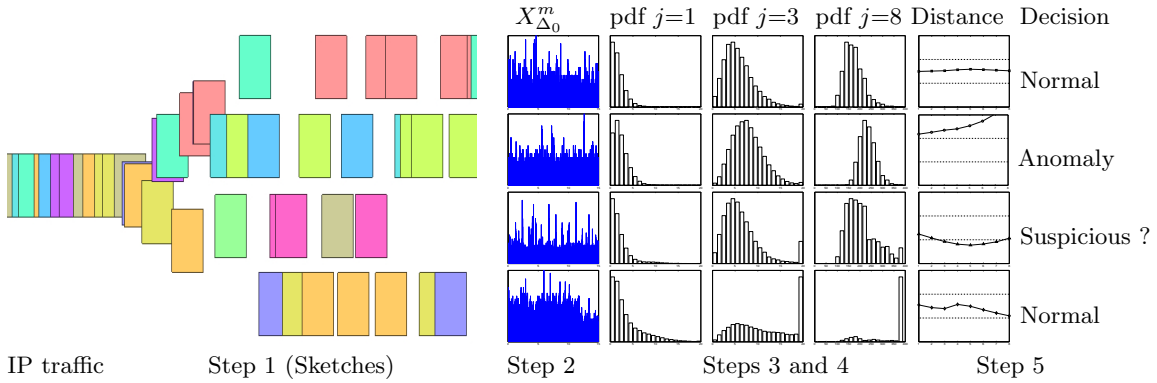 X^m_{Δ_0} pdf j=1 pdf j=3 pdf j=8 Distance Decision
Normal
Anomaly
Suspicious ?
Normal
IP traffic Step 1 (Sketches) Step 2 Steps 3 and 4 Step 5